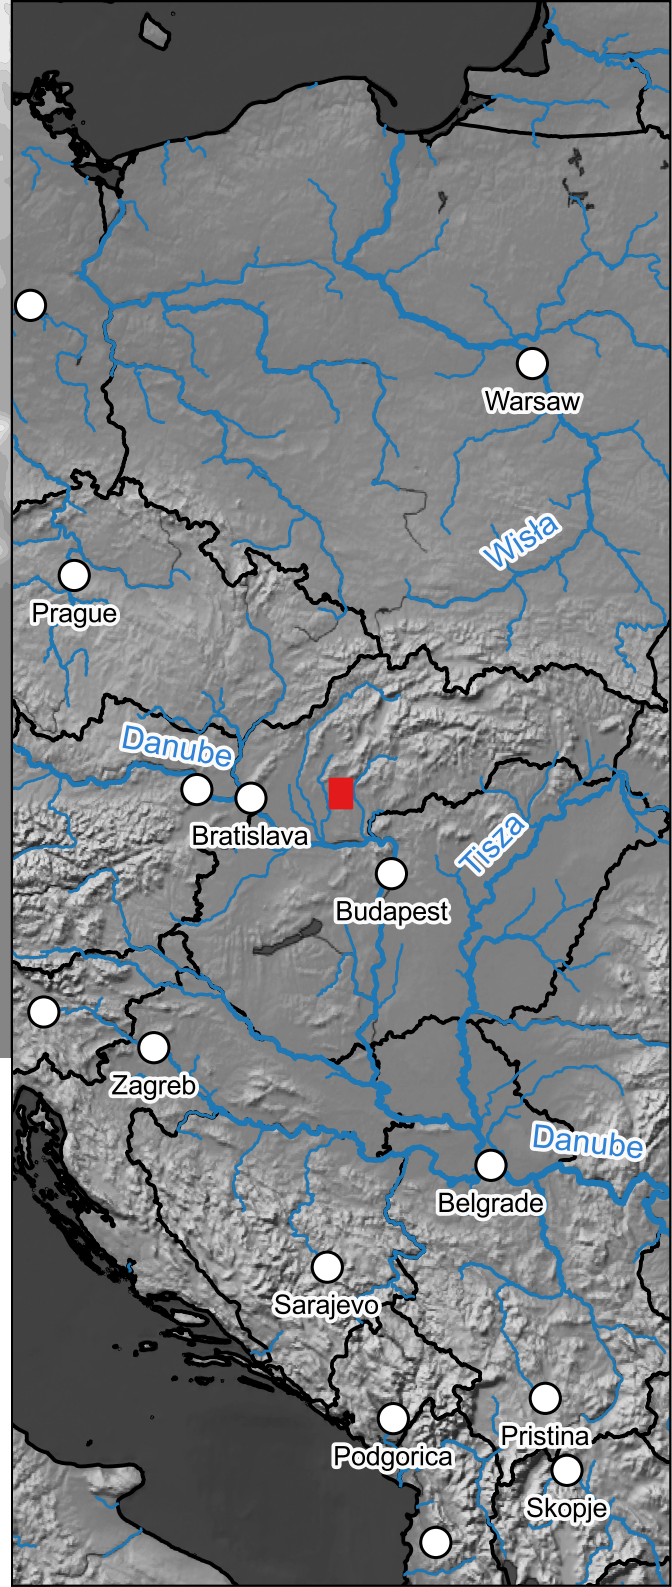 Warsaw
Wisła
Prague
Danube
Bratislava
Tisza
Budapest
Zagreb
Danube
Belgrade
Sarajevo
Pristina
Podgorica
Skopje